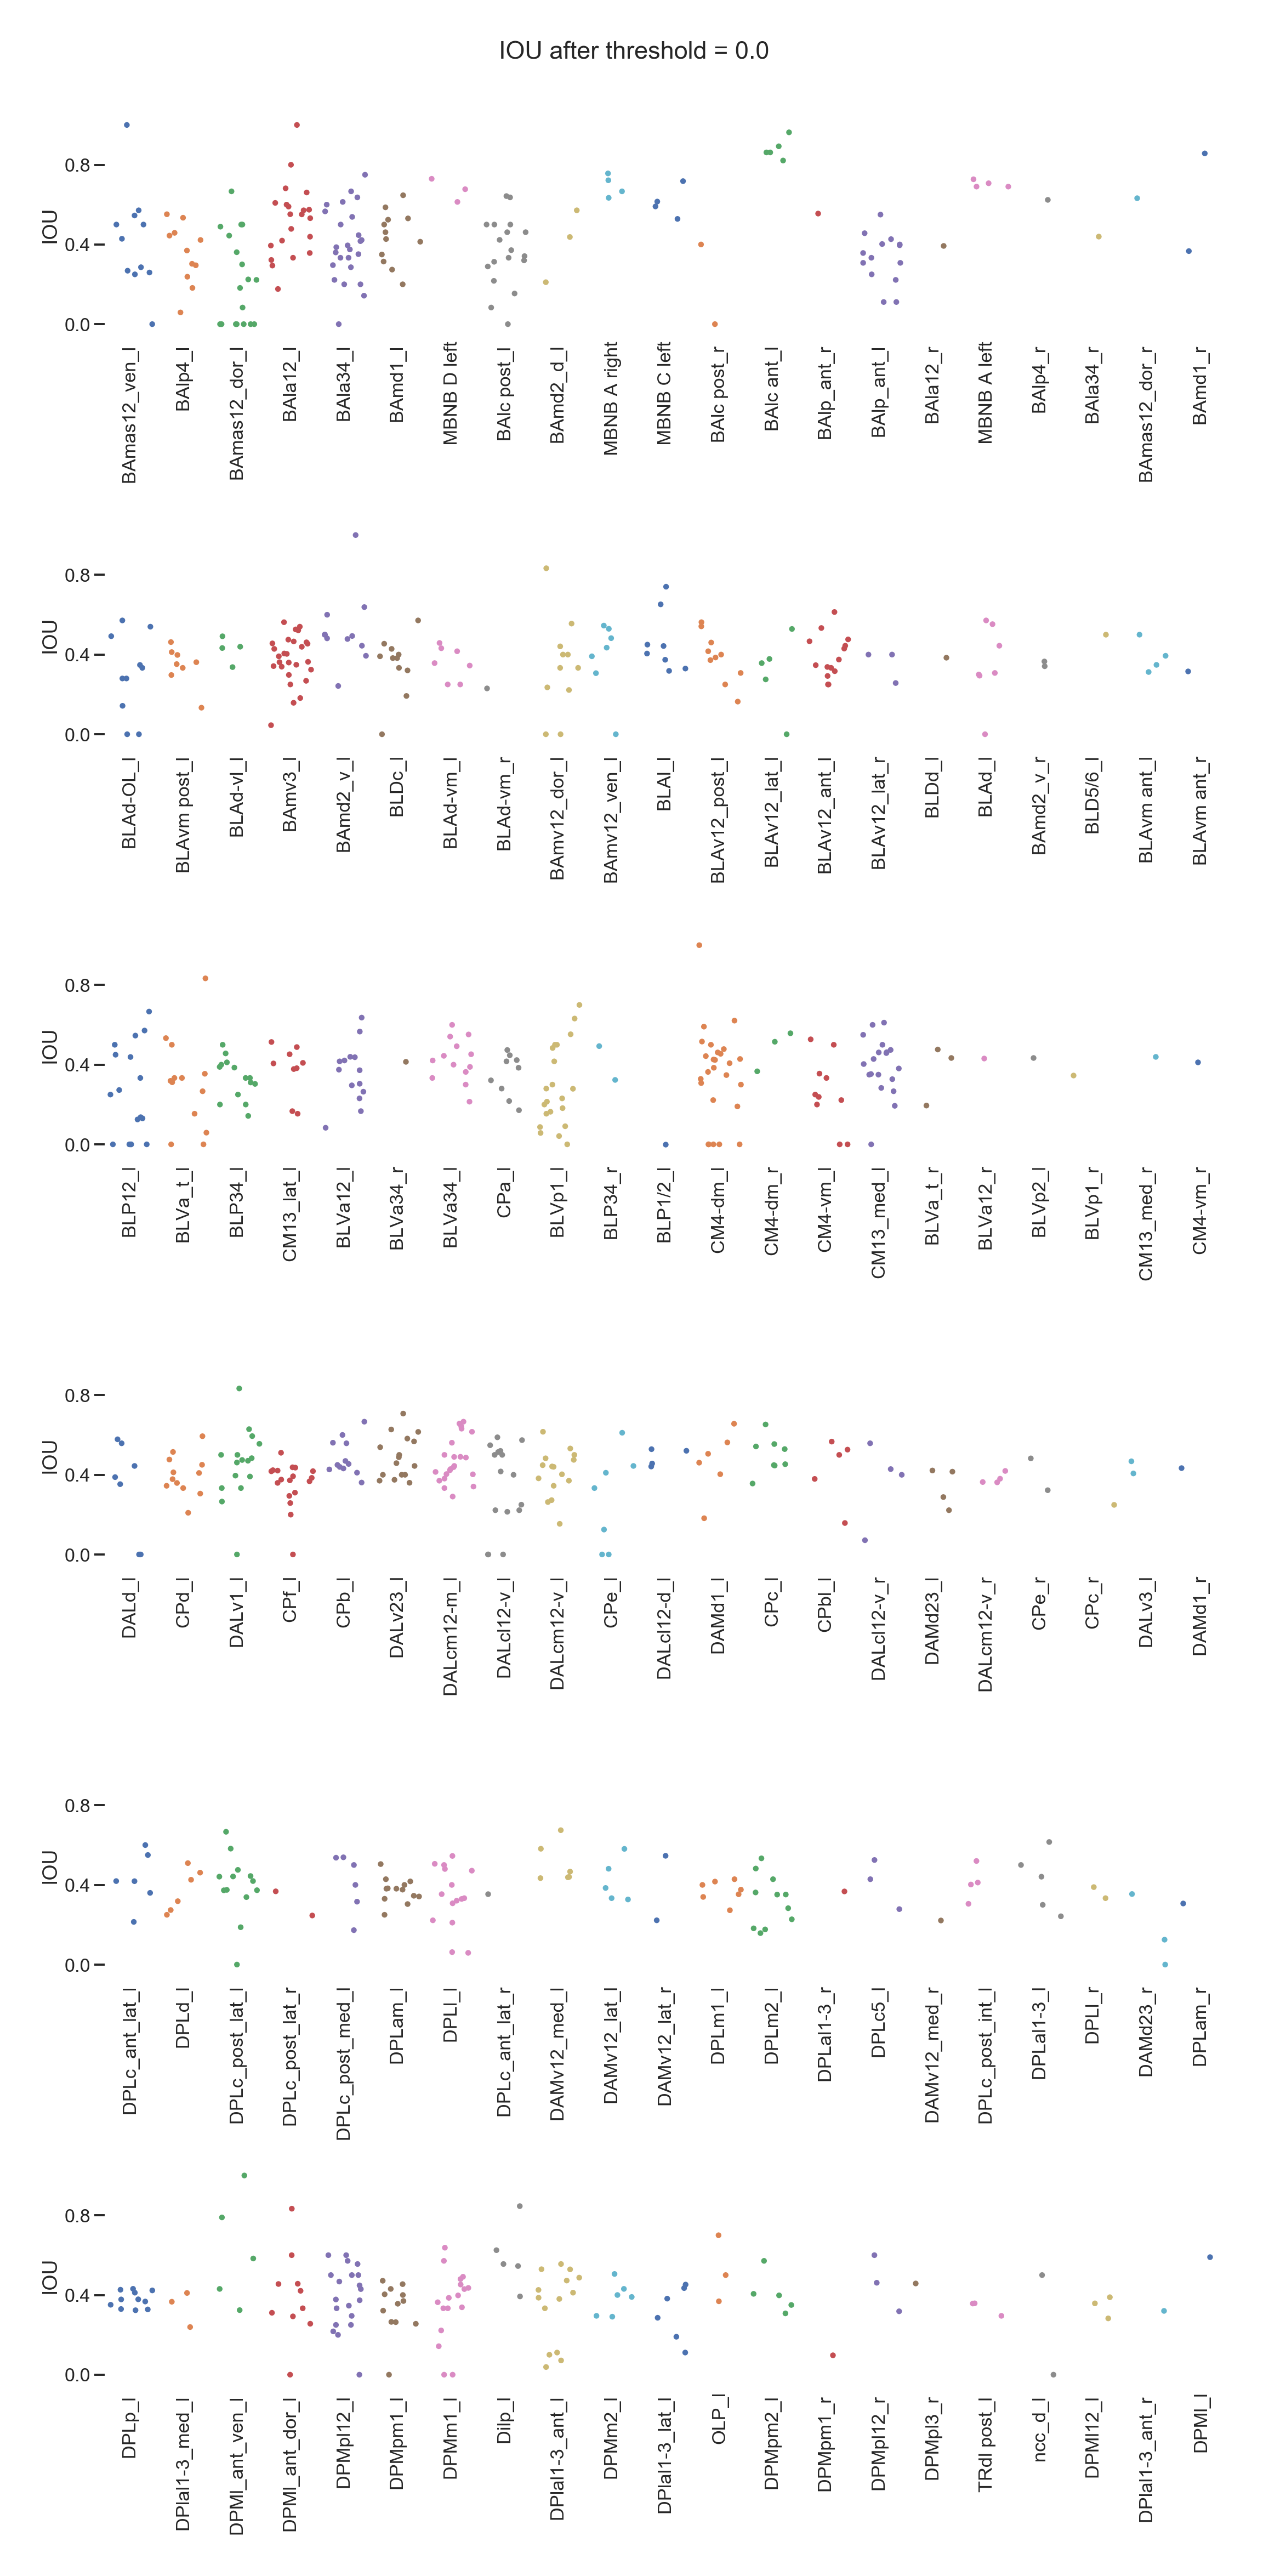 IOU after threshold = 0.0
IOU
0.8
0.4
0.0
BAmas12_ven_l
BAlp4_l
BAmas12_dor_l
BAla12_l
BAla34_l
BAmd1_l
MBNB D left
BAlc post_l
BAmd2_d_l
MBNB A right
MBNB C left
BAlc post_r
BAlc ant_l
BAlp_ant_r
BAlp_ant_l
BAla12_r
MBNB A left
BAlp4_r
BAla34_r
BAmas12_dor_r
BAmd1_r
IOU
0.8
0.4
0.0
BLAd-OL_l
BLAvm post_l
BLAd-vl_l
BAmv3_l
BAmd2_v_l
BLDc_l
BLAd-vm_l
BLAd-vm_r
BAmv12_dor_l
BAmv12_ven_l
BLAl_l
BLAv12_post_l
BLAv12_lat_l
BLAv12_ant_l
BLAv12_lat_r
BLDd_l
BLAd_l
BAmd2_v_r
BLD5/6_l
BLAvm ant_l
BLAvm ant_r
IOU
0.8
0.4
0.0
BLP12_l
BLVa_t_l
BLP34_l
CM13_lat_l
BLVa12_l
BLVa34_r
BLVa34_l
CPa_l
BLVp1_l
BLP34_r
BLP1/2_l
CM4-dm_l
CM4-dm_r
CM4-vm_l
CM13_med_l
BLVa_t_r
BLVa12_r
BLVp2_l
BLVp1_r
CM13_med_r
CM4-vm_r
IOU
0.8
0.4
0.0
DALd_l
CPd_l
DALv1_l
CPf_l
CPb_l
DALv23_l
DALcm12-m_l
DALcl12-v_l
DALcm12-v_l
CPe_l
DALcl12-d_l
DAMd1_l
CPc_l
CPbl_l
DALcl12-v_r
DAMd23_l
DALcm12-v_r
CPe_r
CPc_r
DALv3_l
DAMd1_r
IOU
0.8
0.4
0.0
DPLc_ant_lat_l
DPLd_l
DPLc_post_lat_l
DPLc_post_lat_r
DPLc_post_med_l
DPLam_l
DPLl_l
DPLc_ant_lat_r
DAMv12_med_l
DAMv12_lat_l
DAMv12_lat_r
DPLm1_l
DPLm2_l
DPLal1-3_r
DPLc5_l
DAMv12_med_r
DPLc_post_int_l
DPLal1-3_l
DPLl_r
DAMd23_r
DPLam_r
IOU
0.8
0.4
0.0
DPLp_l
DPlal1-3_med_l
DPMl_ant_ven_l
DPMl_ant_dor_l
DPMpl12_l
DPMpm1_l
DPMm1_l
Dilp_l
DPlal1-3_ant_l
DPMm2_l
DPlal1-3_lat_l
OLP_l
DPMpm2_l
DPMpm1_r
DPMpl12_r
DPMpl3_r
TRdl post_l
ncc_d_l
DPMl12_l
DPlal1-3_ant_r
DPMl_l